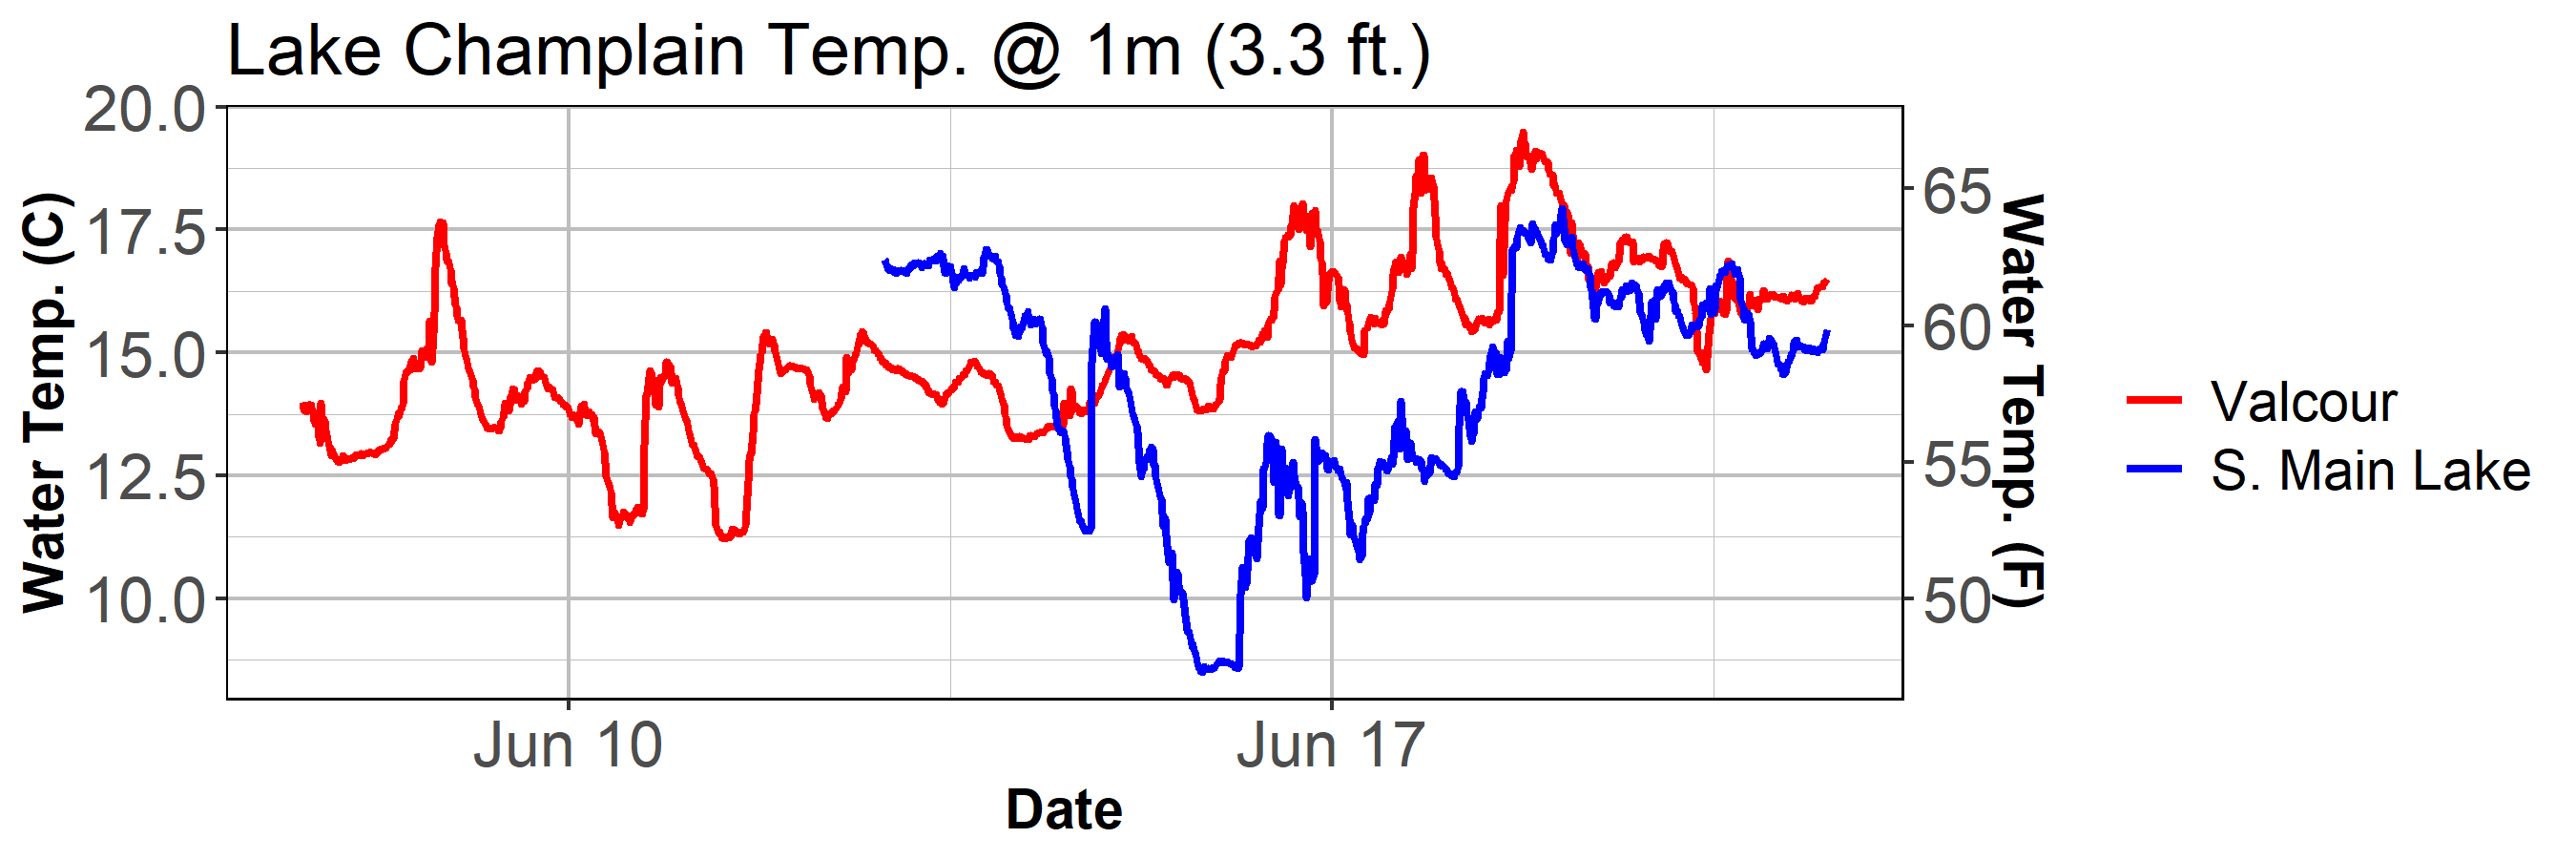 Lake Champlain Temp. @ 1m (3.3 ft.)
Water Temp. (C)
20.0
17.5
15.0
12.5
10.0
65
60
55
50
Water Temp. (F)
Jun 10
Jun 17
Date
Valcour
S. Main Lake